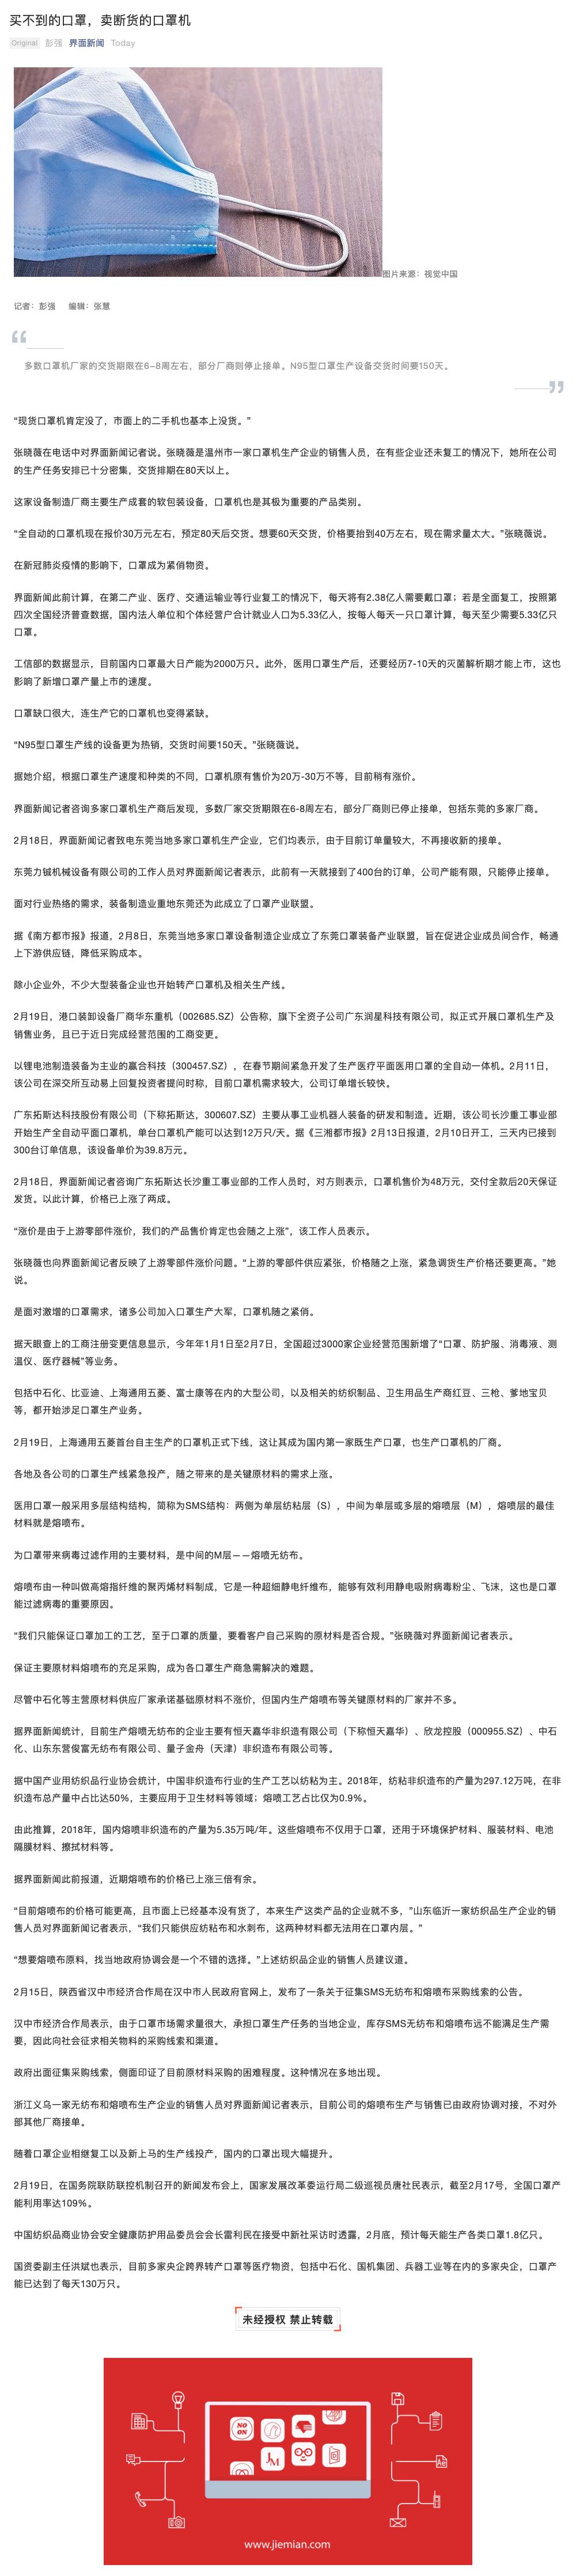 买不到的口罩，卖断货的口罩机
Original 彭强 界面新闻 Today
图片来源：视觉中国
记者：彭强 编辑：张慧
“
多数口罩机厂家的交货期限在6-8周左右，部分厂商则停止接单。N95型口罩生产设备交货时间要150天。
”
“现货口罩机肯定没了，市面上的二手机也基本上没货。”
张晓薇在电话中对界面新闻记者说。张晓薇是温州市一家口罩机生产企业的销售人员，在有些企业还未复工的情况下，她所在公司
的生产任务安排已十分密集，交货排期在80天以上。
这家设备制造厂商主要生产成套的软包装设备，口罩机也是其极为重要的产品类别。
“全自动的口罩机现在报价30万元左右，预定80天后交货。想要60天交货，价格要抬到40万左右，现在需求量太大。”张晓薇说。
在新冠肺炎疫情的影响下，口罩成为紧俏物资。
界面新闻此前计算，在第二产业、医疗、交通运输业等行业复工的情况下，每天将有2.38亿人需要戴口罩；若是全面复工，按照第
四次全国经济普查数据，国内法人单位和个体经营户合计就业人口为5.33亿人，按每人每天一只口罩计算，每天至少需要5.33亿只
口罩。
工信部的数据显示，目前国内口罩最大日产能为2000万只。此外，医用口罩生产后，还要经历7-10天的灭菌解析期才能上市，这也
影响了新增口罩产量上市的速度。
口罩缺口很大，连生产它的口罩机也变得紧缺。
“N95型口罩生产线的设备更为热销，交货时间要150天。”张晓薇说。
据她介绍，根据口罩生产速度和种类的不同，口罩机原有售价为20万-30万不等，目前稍有涨价。
界面新闻记者咨询多家口罩机生产商后发现，多数厂家交货期限在6-8周左右，部分厂商则已停止接单，包括东莞的多家厂商。
2月18日，界面新闻记者致电东莞当地多家口罩机生产企业，它们均表示，由于目前订单量较大，不再接收新的接单。
东莞力铖机械设备有限公司的工作人员对界面新闻记者表示，此前有一天就接到了400台的订单，公司产能有限，只能停止接单。
面对行业热络的需求，装备制造业重地东莞还为此成立了口罩产业联盟。
据《南方都市报》报道，2月8日，东莞当地多家口罩设备制造企业成立了东莞口罩装备产业联盟，旨在促进企业成员间合作，畅通
上下游供应链，降低采购成本。
除小企业外，不少大型装备企业也开始转产口罩机及相关生产线。
2月19日，港口装卸设备厂商华东重机（002685.SZ）公告称，旗下全资子公司广东润星科技有限公司，拟正式开展口罩机生产及
销售业务，且已于近日完成经营范围的工商变更。
以锂电池制造装备为主业的赢合科技（300457.SZ），在春节期间紧急开发了生产医疗平面医用口罩的全自动一体机。2月11日，
该公司在深交所互动易上回复投资者提问时称，目前口罩机需求较大，公司订单增长较快。
广东拓斯达科技股份有限公司（下称拓斯达，300607.SZ）主要从事工业机器人装备的研发和制造。近期，该公司长沙重工事业部
开始生产全自动平面口罩机，单台口罩机产能可以达到12万只/天。据《三湘都市报》2月13日报道，2月10日开工，三天内已接到
300台订单信息，该设备单价为39.8万元。
2月18日，界面新闻记者咨询广东拓斯达长沙重工事业部的工作人员时，对方则表示，口罩机售价为48万元，交付全款后20天保证
发货。以此计算，价格已上涨了两成。
“涨价是由于上游零部件涨价，我们的产品售价肯定也会随之上涨”，该工作人员表示。
张晓薇也向界面新闻记者反映了上游零部件涨价问题。“上游的零部件供应紧张，价格随之上涨，紧急调货生产价格还要更高。”她
说。
是面对激增的口罩需求，诸多公司加入口罩生产大军，口罩机随之紧俏。
据天眼查上的工商注册变更信息显示，今年年1月1日至2月7日，全国超过3000家企业经营范围新增了“口罩、防护服、消毒液、测
温仪、医疗器械”等业务。
包括中石化、比亚迪、上海通用五菱、富士康等在内的大型公司，以及相关的纺织制品、卫生用品生产商红豆、三枪、爹地宝贝
等，都开始涉足口罩生产业务。
2月19日，上海通用五菱首台自主生产的口罩机正式下线，这让其成为国内第一家既生产口罩，也生产口罩机的厂商。
各地及各公司的口罩生产线紧急投产，随之带来的是关键原材料的需求上涨。
医用口罩一般采用多层结构结构，简称为SMS结构：两侧为单层纺粘层（S），中间为单层或多层的熔喷层（M），熔喷层的最佳
材料就是熔喷布。
为口罩带来病毒过滤作用的主要材料，是中间的M层——熔喷无纺布。
熔喷布由一种叫做高熔指纤维的聚丙烯材料制成，它是一种超细静电纤维布，能够有效利用静电吸附病毒粉尘、飞沫，这也是口罩
能过滤病毒的重要原因。
“我们只能保证口罩加工的工艺，至于口罩的质量，要看客户自己采购的原材料是否合规。”张晓薇对界面新闻记者表示。
保证主要原材料熔喷布的充足采购，成为各口罩生产商急需解决的难题。
尽管中石化等主营原材料供应厂家承诺基础原材料不涨价，但国内生产熔喷布等关键原材料的厂家并不多。
据界面新闻统计，目前生产熔喷无纺布的企业主要有恒天嘉华非织造有限公司（下称恒天嘉华）、欣龙控股（000955.SZ）、中石
化、山东东营俊富无纺布有限公司、量子金舟（天津）非织造布有限公司等。
据中国产业用纺织品行业协会统计，中国非织造布行业的生产工艺以纺粘为主。2018年，纺粘非织造布的产量为297.12万吨，在非
织造布总产量中占比达50%，主要应用于卫生材料等领域；熔喷工艺占比仅为0.9%。
由此推算，2018年，国内熔喷非织造布的产量为5.35万吨/年。这些熔喷布不仅用于口罩，还用于环境保护材料、服装材料、电池
隔膜材料、擦拭材料等。
据界面新闻此前报道，近期熔喷布的价格已上涨三倍有余。
“目前熔喷布的价格可能更高，且市面上已经基本没有货了，本来生产这类产品的企业就不多，”山东临沂一家纺织品生产企业的销
售人员对界面新闻记者表示，“我们只能供应纺粘布和水刺布，这两种材料都无法用在口罩内层。”
“想要熔喷布原料，找当地政府协调会是一个不错的选择。”上述纺织品企业的销售人员建议道。
2月15日，陕西省汉中市经济合作局在汉中市人民政府官网上，发布了一条关于征集SMS无纺布和熔喷布采购线索的公告。
汉中市经济合作局表示，由于口罩市场需求量很大，承担口罩生产任务的当地企业，库存SMS无纺布和熔喷布远不能满足生产需
要，因此向社会征求相关物料的采购线索和渠道。
政府出面征集采购线索，侧面印证了目前原材料采购的困难程度。这种情况在多地出现。
浙江义乌一家无纺布和熔喷布生产企业的销售人员对界面新闻记者表示，目前公司的熔喷布生产与销售已由政府协调对接，不对外
部其他厂商接单。
随着口罩企业相继复工以及新上马的生产线投产，国内的口罩出现大幅提升。
2月19日，在国务院联防联控机制召开的新闻发布会上，国家发展改革委运行局二级巡视员唐社民表示，截至2月17号，全国口罩产
能利用率达109%。
中国纺织品商业协会安全健康防护用品委员会会长雷利民在接受中新社采访时透露，2月底，预计每天能生产各类口罩1.8亿只。
国资委副主任洪斌也表示，目前多家央企跨界转产口罩等医疗物资，包括中石化、国机集团、兵器工业等在内的多家央企，口罩产
能已达到了每天130万只。
未经授权 禁止转载
NO
ON
JM
Ae
www.jiemian.com